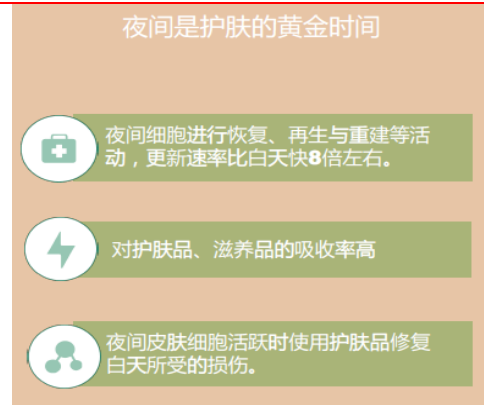 夜间是护肤的黄金时间
夜间细胞进行恢复、再生与重建等活
动，更新速率比白天快8倍左右。
对护肤品、滋养品的吸收率高
夜间皮肤细胞活跃时使用护肤品修复
白天所受的损伤。